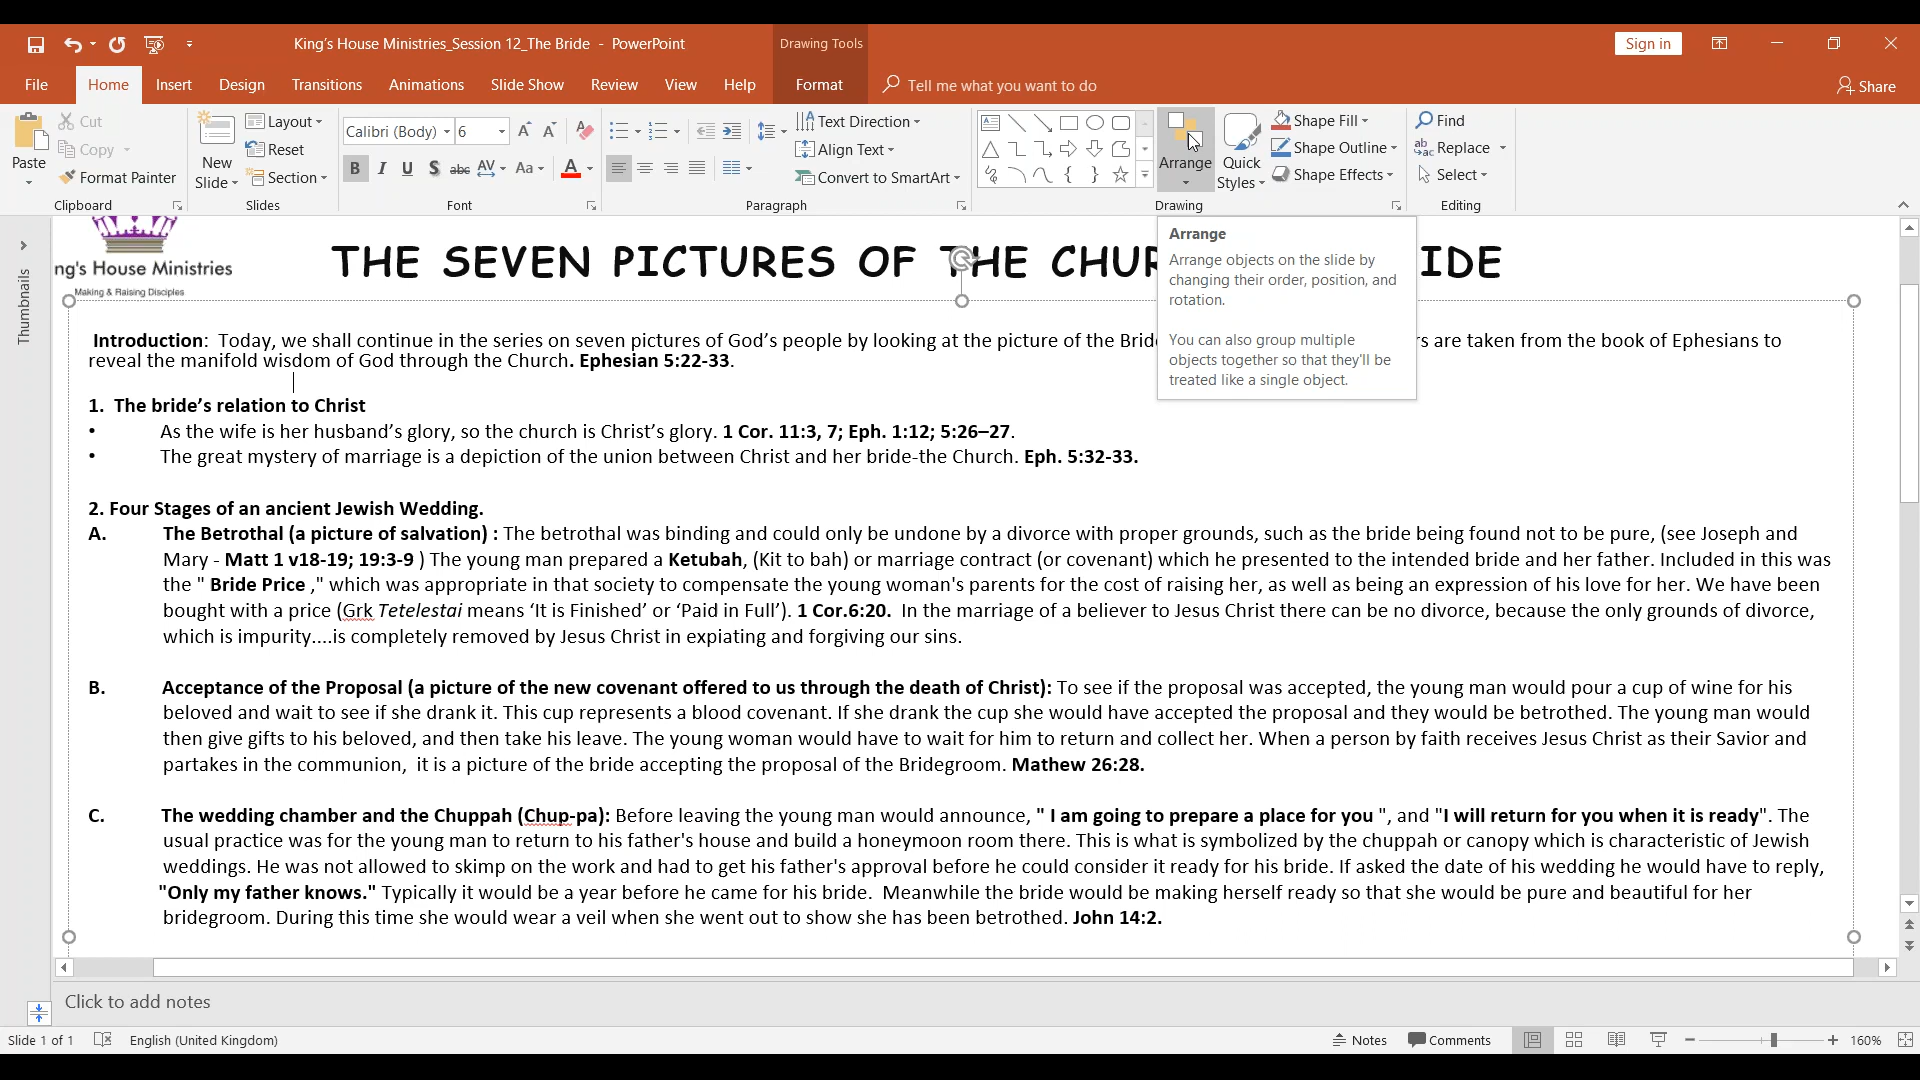 King's House Ministries_Session 12_The Bride - PowerPoint
Drawing Tools
Sign in
File Home Insert Design Transitions Animations Slide Show Review View Help Format Tell me what you want to do
Share
Paste
Cut
Copy
Format Painter
Clipboard
New Slide
Layout
Reset
Section
Slides
Calibri (Body) 6
B I U S abc AV Aa A
Font
Text Direction
Align Text
Convert to SmartArt
Paragraph
Arrange
Quick Styles
Shape Fill
Shape Outline
Shape Effects
Drawing
Find
Replace
Select
Editing
Arrange
Arrange objects on the slide by
changing their order, position, and
rotation.
You can also group multiple
objects together so that they'll be
treated like a single object.
Thumbnails
ng's House Ministries
Making & Raising Disciples
THE SEVEN PICTURES OF THE CHUR IDE
Introduction: Today, we shall continue in the series on seven pictures of God's people by looking at the picture of the Brid s are taken from the book of Ephesians to
reveal the manifold wisdom of God through the Church. Ephesian 5:22-33.
1. The bride's relation to Christ
• As the wife is her husband's glory, so the church is Christ's glory. 1 Cor. 11:3, 7; Eph. 1:12; 5:26–27.
• The great mystery of marriage is a depiction of the union between Christ and her bride-the Church. Eph. 5:32-33.
2. Four Stages of an ancient Jewish Wedding.
A. The Betrothal (a picture of salvation) : The betrothal was binding and could only be undone by a divorce with proper grounds, such as the bride being found not to be pure, (see Joseph and
Mary - Matt 1 v18-19; 19:3-9 ) The young man prepared a Ketubah, (Kit to bah) or marriage contract (or covenant) which he presented to the intended bride and her father. Included in this was
the " Bride Price ," which was appropriate in that society to compensate the young woman's parents for the cost of raising her, as well as being an expression of his love for her. We have been
bought with a price (Grk Tetelestai means 'It is Finished' or 'Paid in Full'). 1 Cor.6:20. In the marriage of a believer to Jesus Christ there can be no divorce, because the only grounds of divorce,
which is impurity....is completely removed by Jesus Christ in expiating and forgiving our sins.
B. Acceptance of the Proposal (a picture of the new covenant offered to us through the death of Christ): To see if the proposal was accepted, the young man would pour a cup of wine for his
beloved and wait to see if she drank it. This cup represents a blood covenant. If she drank the cup she would have accepted the proposal and they would be betrothed. The young man would
then give gifts to his beloved, and then take his leave. The young woman would have to wait for him to return and collect her. When a person by faith receives Jesus Christ as their Savior and
partakes in the communion, it is a picture of the bride accepting the proposal of the Bridegroom. Mathew 26:28.
C. The wedding chamber and the Chuppah (Chup-pa): Before leaving the young man would announce, " I am going to prepare a place for you ", and "I will return for you when it is ready". The
usual practice was for the young man to return to his father's house and build a honeymoon room there. This is what is symbolized by the chuppah or canopy which is characteristic of Jewish
weddings. He was not allowed to skimp on the work and had to get his father's approval before he could consider it ready for his bride. If asked the date of his wedding he would have to reply,
"Only my father knows." Typically it would be a year before he came for his bride. Meanwhile the bride would be making herself ready so that she would be pure and beautiful for her
bridegroom. During this time she would wear a veil when she went out to show she has been betrothed. John 14:2.
Click to add notes
Slide 1 of 1 English (United Kingdom) Notes Comments 160%